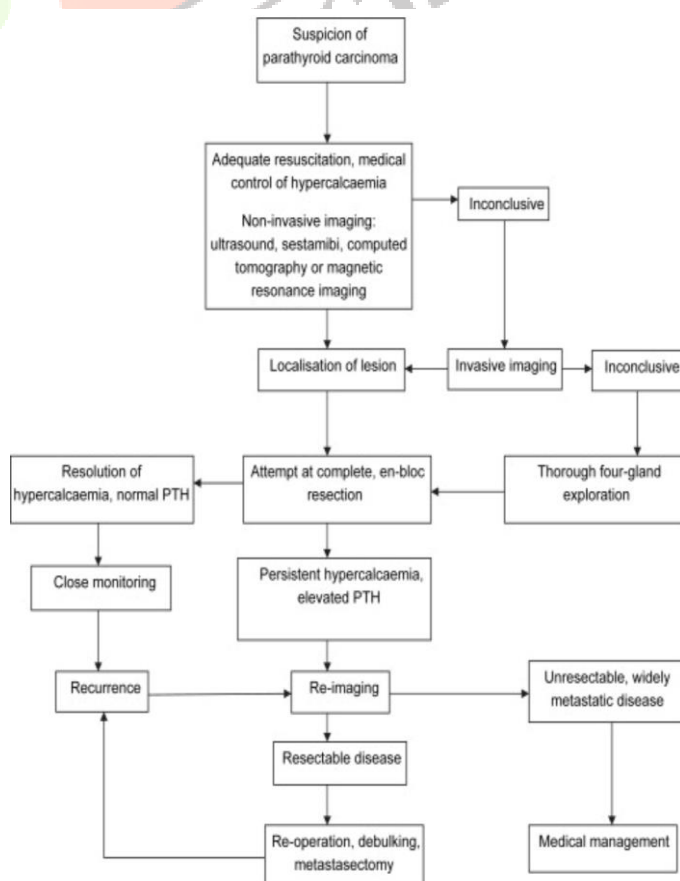 Suspicion of
parathyroid carcinoma
Adequate resuscitation, medical
control of hypercalcaemia
Non-invasive imaging:
ultrasound, sestamibi, computed
tomography or magnetic
resonance imaging
Inconclusive
Localisation of lesion
Invasive imaging
Inconclusive
Resolution of
hypercalcaemia, normal PTH
Attempt at complete, en-bloc
resection
Thorough four-gland
exploration
Close monitoring
Persistent hypercalcaemia,
elevated PTH
Recurrence
Re-imaging
Unresectable, widely
metastatic disease
Resectable disease
Re-operation, debulking,
metastasectomy
Medical management